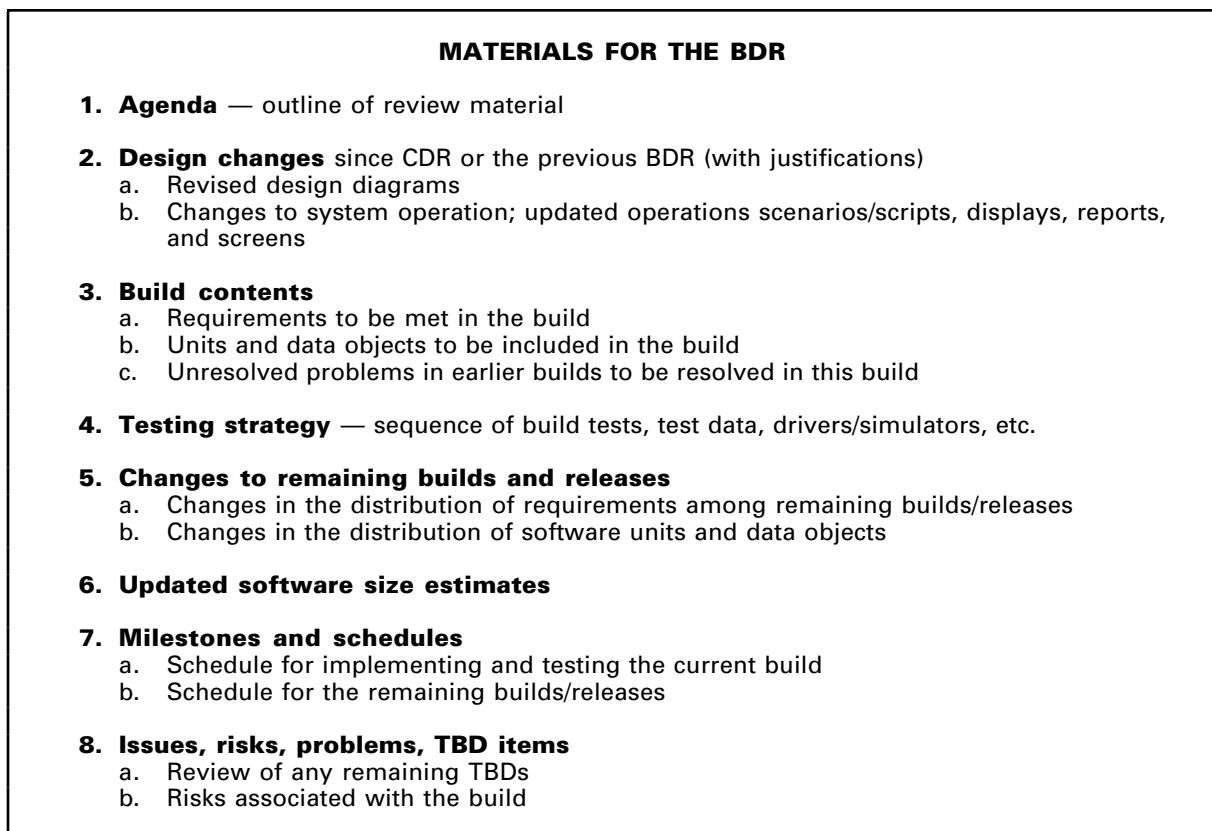 MATERIALS FOR THE BDR
1. Agenda — outline of review material
2. Design changes since CDR or the previous BDR (with justifications)
a. Revised design diagrams
b. Changes to system operation; updated operations scenarios/scripts, displays, reports,
and screens
3. Build contents
a. Requirements to be met in the build
b. Units and data objects to be included in the build
c. Unresolved problems in earlier builds to be resolved in this build
4. Testing strategy — sequence of build tests, test data, drivers/simulators, etc.
5. Changes to remaining builds and releases
a. Changes in the distribution of requirements among remaining builds/releases
b. Changes in the distribution of software units and data objects
6. Updated software size estimates
7. Milestones and schedules
a. Schedule for implementing and testing the current build
b. Schedule for the remaining builds/releases
8. Issues, risks, problems, TBD items
a. Review of any remaining TBDs
b. Risks associated with the build